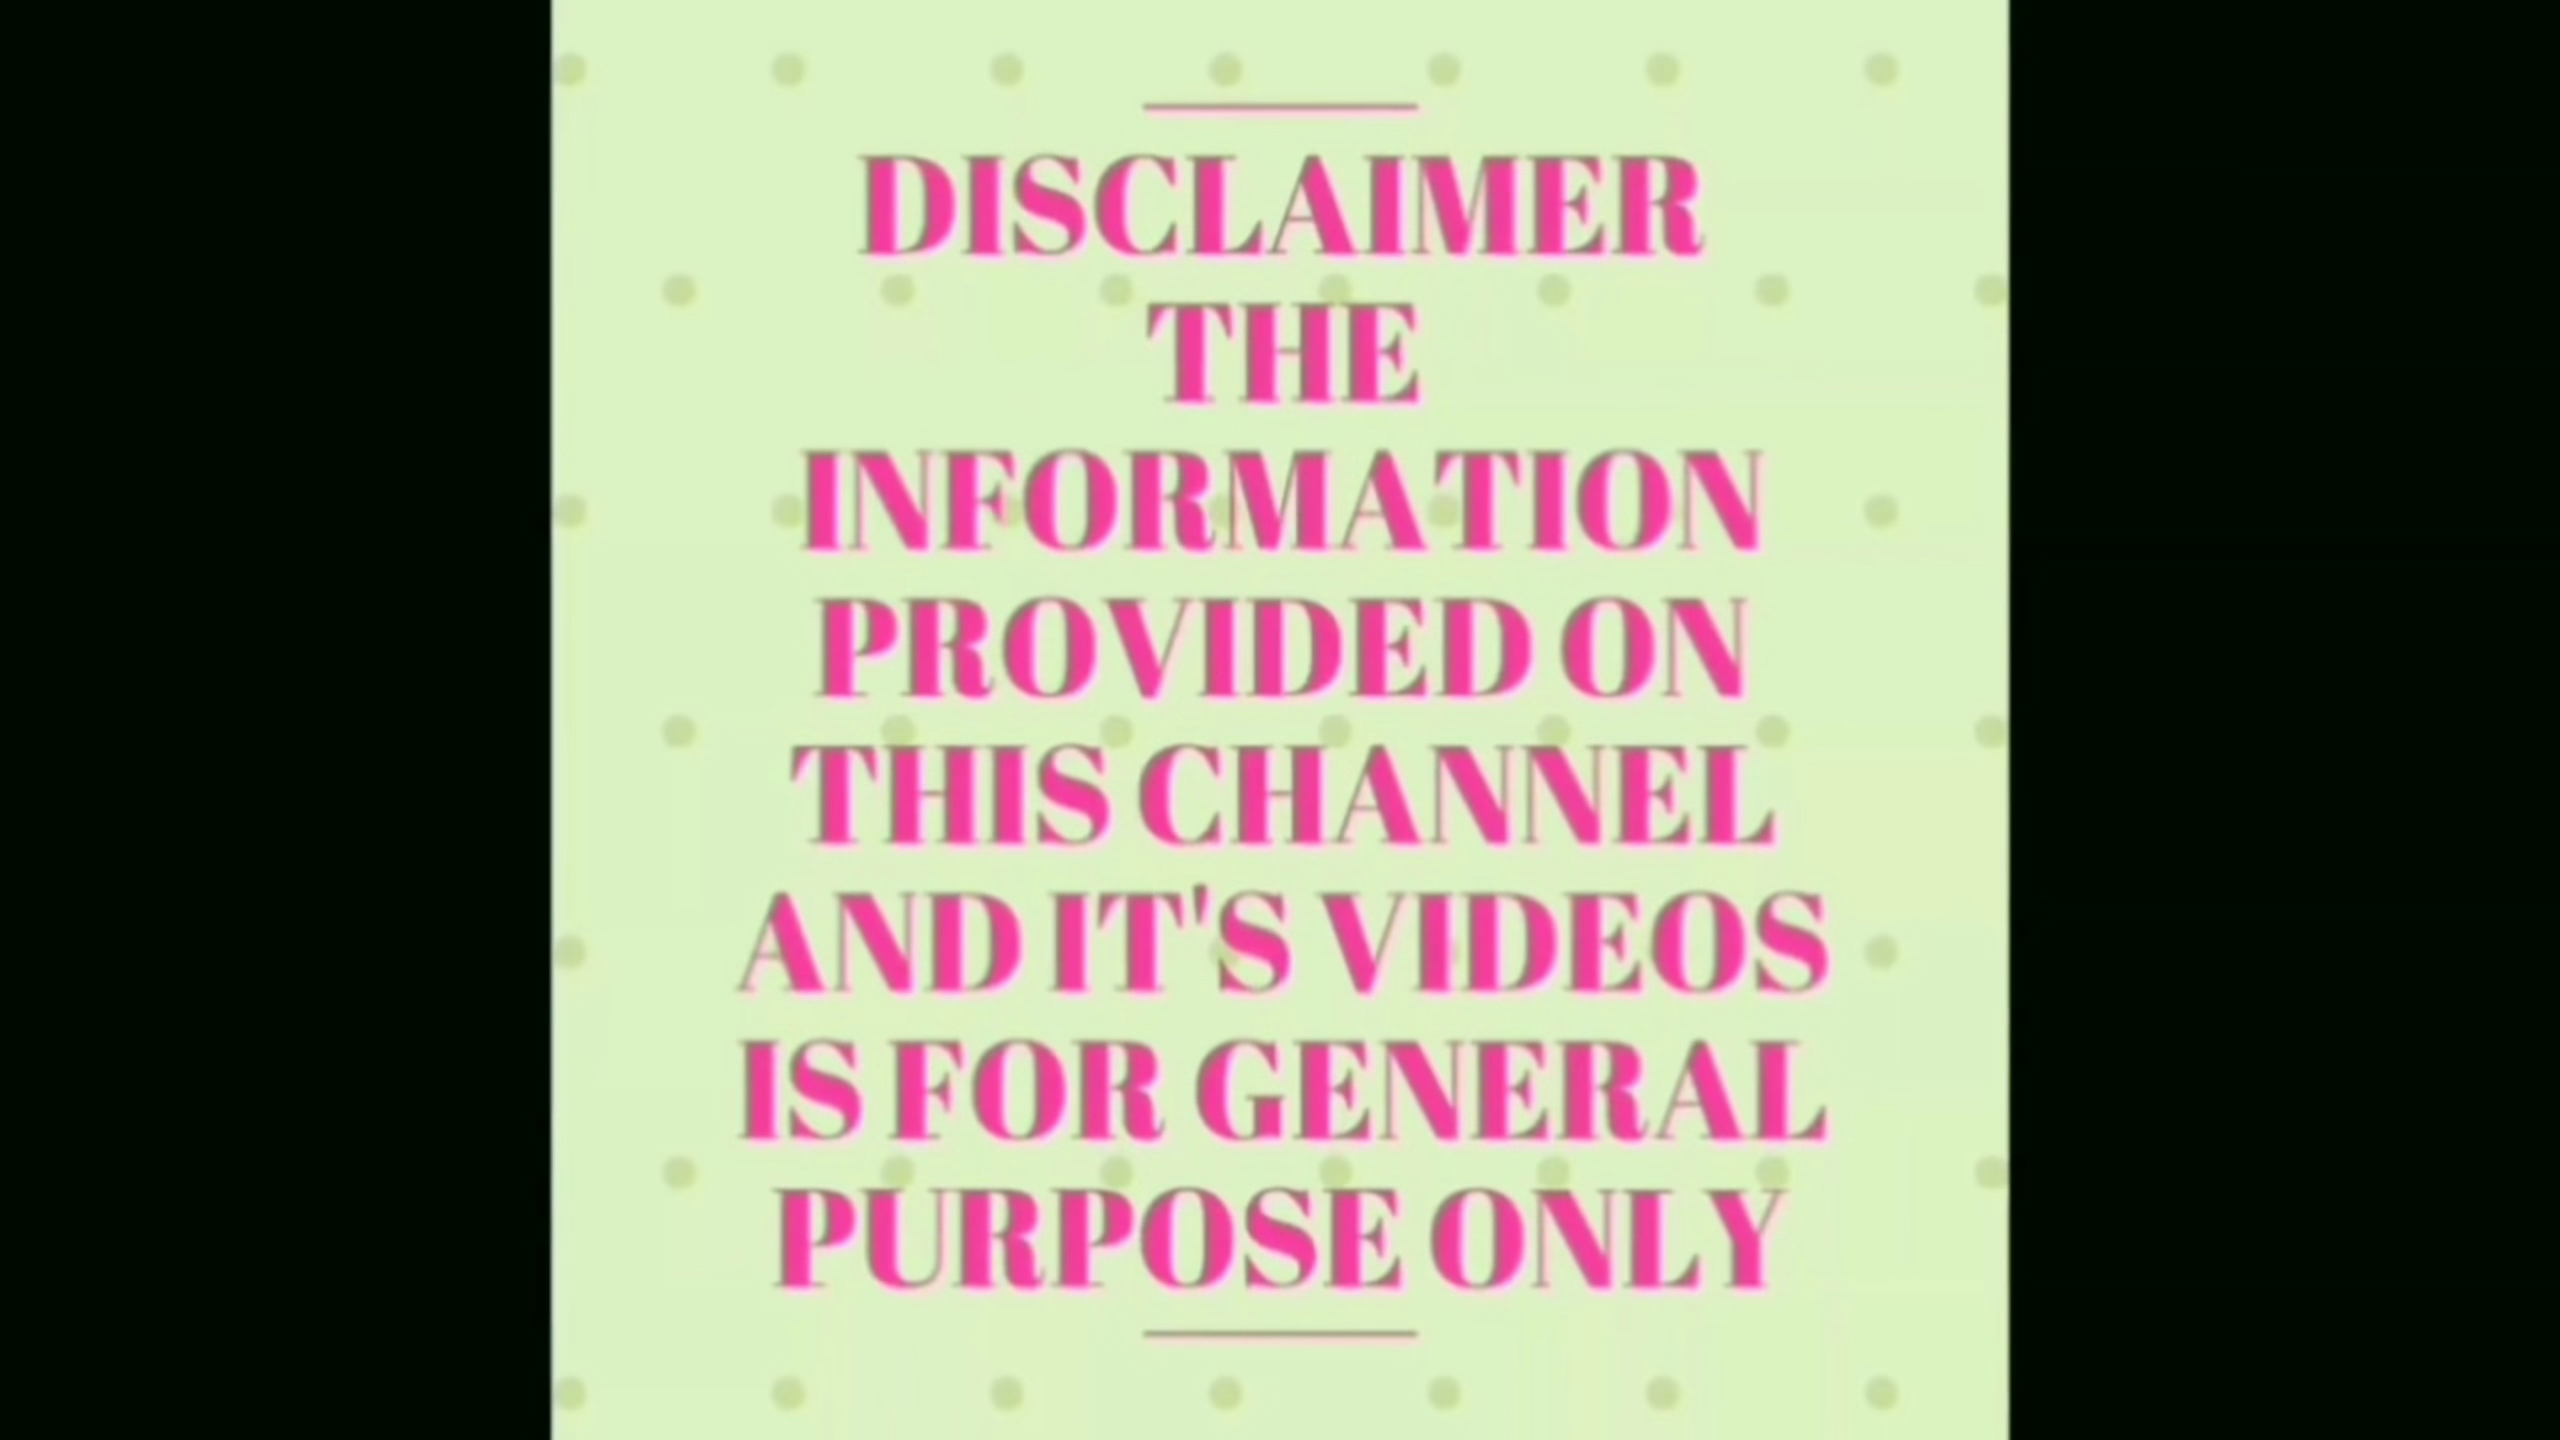 DISCLAIMER
THE
INFORMATION
PROVIDED ON
THIS CHANNEL
AND IT'S VIDEOS
IS FOR GENERAL
PURPOSE ONLY